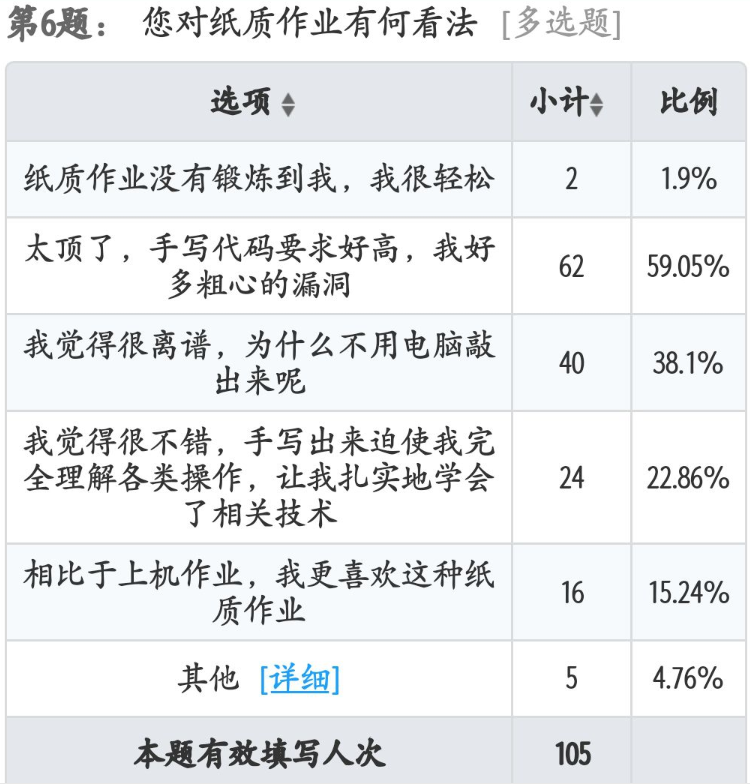 第6题： 您对纸质作业有何看法 [多选题]
选项 小计 比例
纸质作业没有锻炼到我，我很轻松 2 1.9%
太顶了，手写代码要求好高，我好
多粗心的漏洞 62 59.05%
我觉得很离谱，为什么不用电脑敲
出来呢 40 38.1%
我觉得很不错，手写出来迫使我完
全理解各类操作，让我扎实地学会 24 22.86%
了相关技术
相比于上机作业，我更喜欢这种纸
质作业 16 15.24%
其他 [详细] 5 4.76%
本题有效填写人次 105